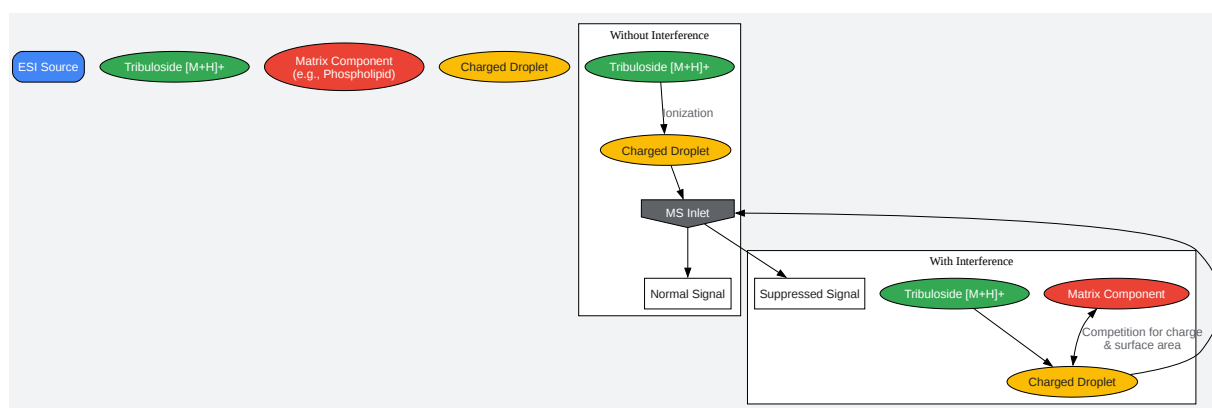 Without Interference
ESI Source
Tribuloside [M+H]+
Matrix Component
(e.g., Phospholipid)
Charged Droplet
Tribuloside [M+H]+
Ionization
Charged Droplet
MS Inlet
With Interference
Normal Signal
Suppressed Signal
Tribuloside [M+H]+
Matrix Component
Competition for charge
& surface area
Charged Droplet